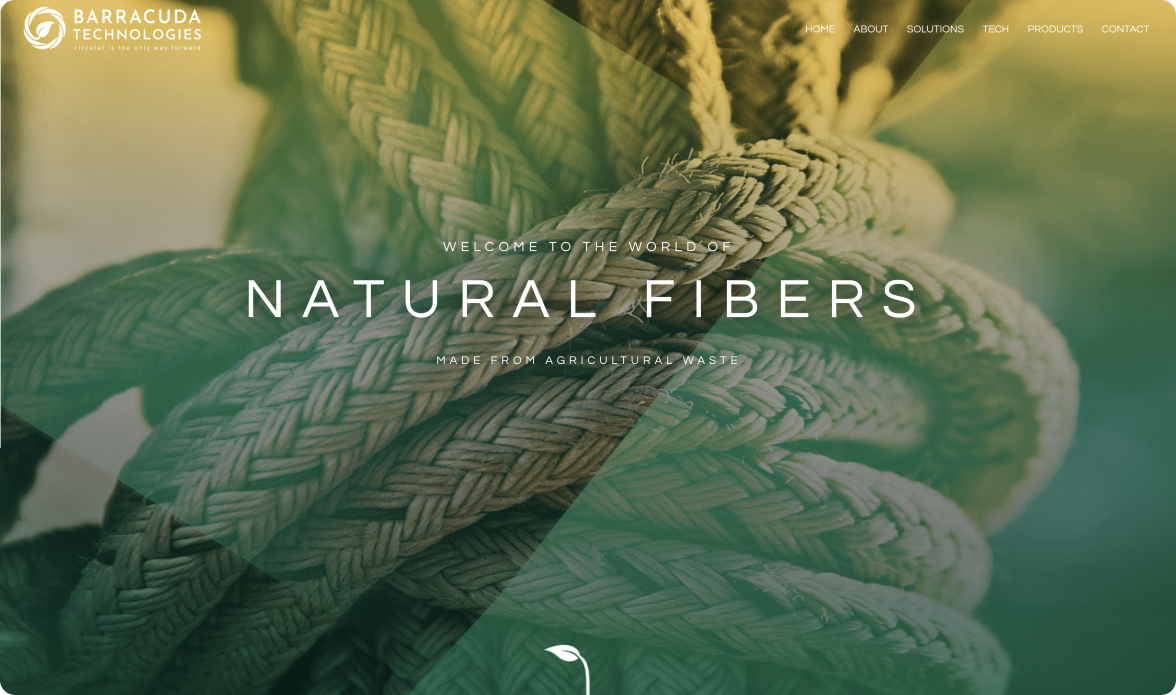 BARRACUDA
TECHNOLOGIES
circular is the only way forward
HOME ABOUT SOLUTIONS TECH PRODUCTS CONTACT
WELCOME TO THE WORLD OF
NATURAL FIBERS
MADE FROM AGRICULTURAL WASTE